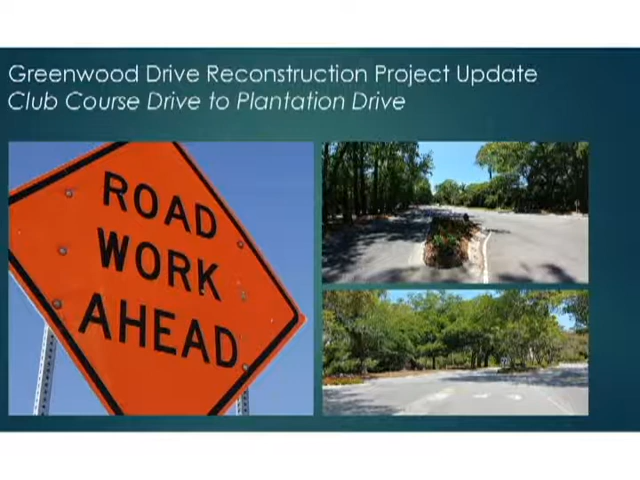 Greenwood Drive Reconstruction Project Update
Club Course Drive to Plantation Drive
ROAD
WORK
AHEAD